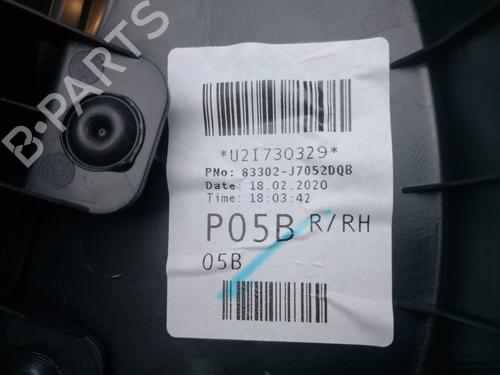 B-PARTS
*U2I730329*
PNo: 83302-J7052DQB
Date: 18.02.2020
Time: 18:03:42
P05B R/RH
05B